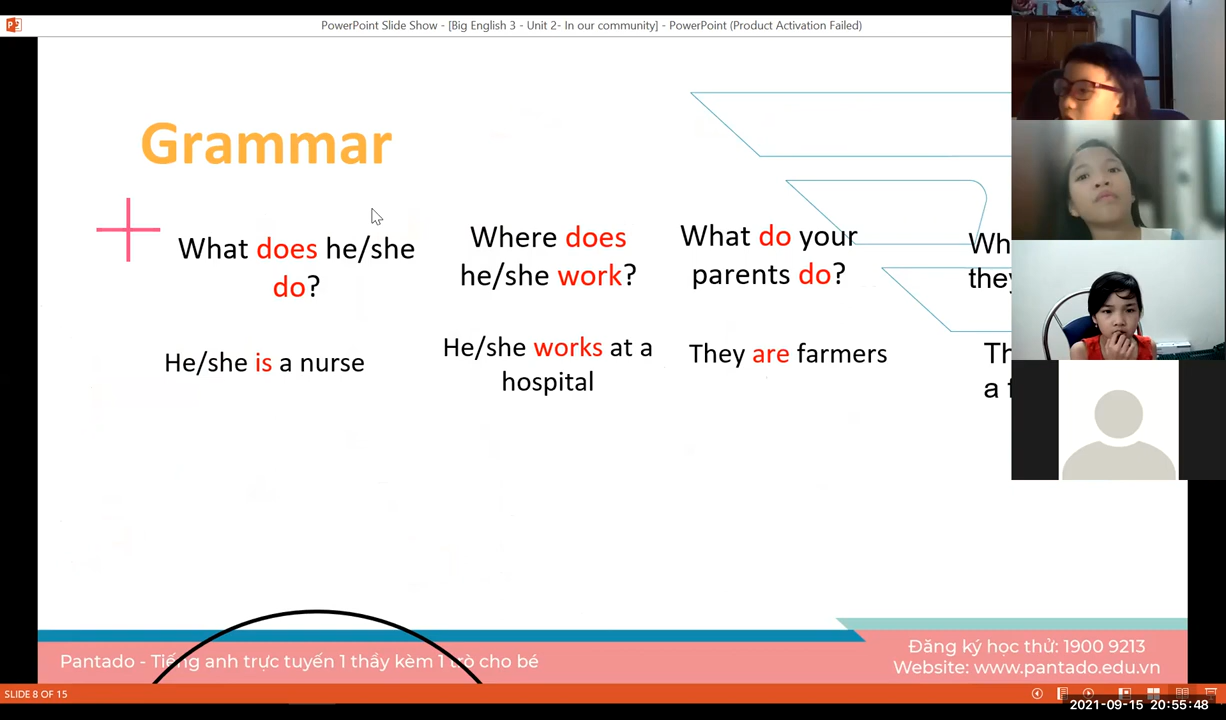 PowerPoint Slide Show - [Big English 3 - Unit 2- In our community] - PowerPoint (Product Activation Failed)
Grammar
What does he/she
do?
He/she is a nurse
Where does
he/she work?
He/she works at a
hospital
What do your
parents do?
They are farmers
Pantado - Tiếng anh trực tuyến 1 thầy kèm 1 trò cho bé
Đăng ký học thử: 1900 9213
Website: www.pantado.edu.vn
SLIDE 8 OF 15
2021-09-15 20:55:48